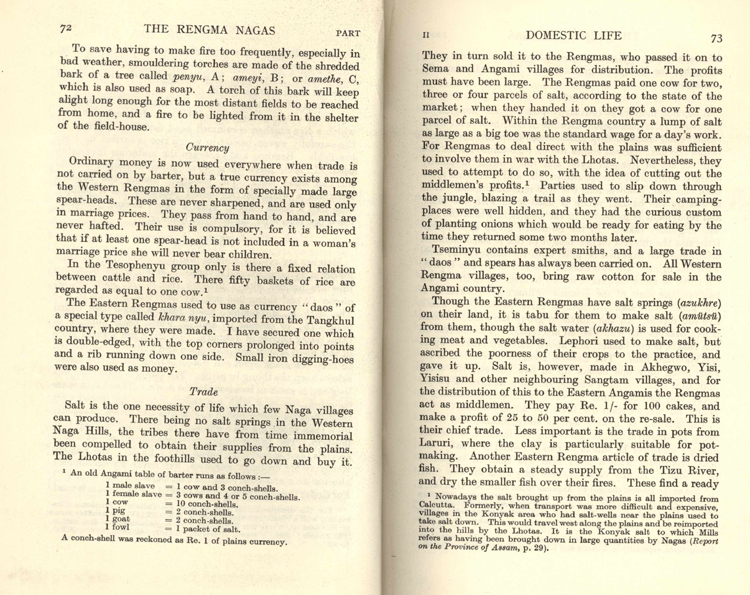 72 THE RENGMA NAGAS PART
To save having to make fire too frequently, especially in
bad weather, smouldering torches are made of the shredded
bark of a tree called penyu, A; ameyi, B; or amethe, C,
which is also used as soap. A torch of this bark will keep
alight long enough for the most distant fields to be reached
from home, and a fire to be lighted from it in the shelter
of the field-house.
Currency
Ordinary money is now used everywhere when trade is
not carried on by barter, but a true currency exists among
the Western Rengmas in the form of specially made large
spear-heads. These are never sharpened, and are used only
in marriage prices. They pass from hand to hand, and are
never hafted. Their use is compulsory, for it is believed
that if at least one spear-head is not included in a woman's
marriage price she will never bear children.
In the Tesophenyu group only is there a fixed relation
between cattle and rice. There fifty baskets of rice are
regarded as equal to one cow.¹
The Eastern Rengmas used to use as currency "daos" of
a special type called khara nyu, imported from the Tangkhul
country, where they were made. I have secured one which
is double-edged, with the top corners prolonged into points
and a rib running down one side. Small iron digging-hoes
were also used as money.
Trade
Salt is the one necessity of life which few Naga villages
can produce. There being no salt springs in the Western
Naga Hills, the tribes there have from time immemorial
been compelled to obtain their supplies from the plains.
The Lhotas in the foothills used to go down and buy it.
¹ An old Angami table of barter runs as follows :—
1 male slave = 1 cow and 3 conch-shells.
1 female slave = 3 cows and 4 or 5 conch-shells.
1 cow = 10 conch-shells.
1 pig = 2 conch-shells.
1 goat = 2 conch-shells.
1 fowl = 1 packet of salt.
A conch-shell was reckoned as Re. 1 of plains currency.
II DOMESTIC LIFE 73
They in turn sold it to the Rengmas, who passed it on to
Sema and Angami villages for distribution. The profits
must have been large. The Rengmas paid one cow for two,
three or four parcels of salt, according to the state of the
market; when they handed it on they got a cow for one
parcel of salt. Within the Rengma country a lump of salt
as large as a big toe was the standard wage for a day's work.
For Rengmas to deal direct with the plains was sufficient
to involve them in war with the Lhotas. Nevertheless, they
used to attempt to do so, with the idea of cutting out the
middlemen's profits.¹ Parties used to slip down through
the jungle, blazing a trail as they went. Their camping-
places were well hidden, and they had the curious custom
of planting onions which would be ready for eating by the
time they returned some two months later.
Tseminyu contains expert smiths, and a large trade in
"daos" and spears has always been carried on. All Western
Rengma villages, too, bring raw cotton for sale in the
Angami country.
Though the Eastern Rengmas have salt springs (azukhre)
on their land, it is tabu for them to make salt (amŭtsŭ)
from them, though the salt water (akhazu) is used for cook-
ing meat and vegetables. Lephori used to make salt, but
ascribed the poorness of their crops to the practice, and
gave it up. Salt is, however, made in Akhegwo, Yisi,
Yisisu and other neighbouring Sangtam villages, and for
the distribution of this to the Eastern Angamis the Rengmas
act as middlemen. They pay Re. 1/- for 100 cakes, and
make a profit of 25 to 50 per cent. on the re-sale. This is
their chief trade. Less important is the trade in pots from
Laruri, where the clay is particularly suitable for pot-
making. Another Eastern Rengma article of trade is dried
fish. They obtain a steady supply from the Tizu River,
and dry the smaller fish over their fires. These find a ready
¹ Nowadays the salt brought up from the plains is all imported from
Calcutta. Formerly, when transport was more difficult and expensive,
villages in the Konyak area who had salt-wells near the plains used to
take salt down. This would travel west along the plains and be reimported
into the hills by the Lhotas. It is the Konyak salt to which Mills
refers as having been brought down in large quantities by Nagas (Report
on the Province of Assam, p. 29).